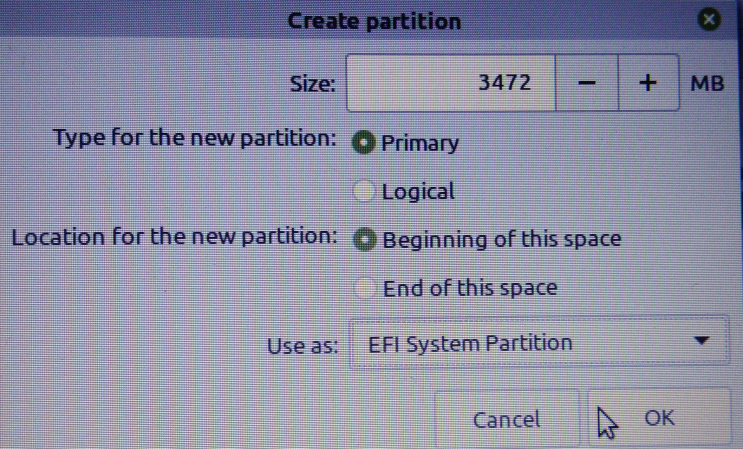 Create partition
Size: 3472 − + MB
Type for the new partition: Primary
Logical
Location for the new partition: Beginning of this space
End of this space
Use as: EFI System Partition
Cancel OK